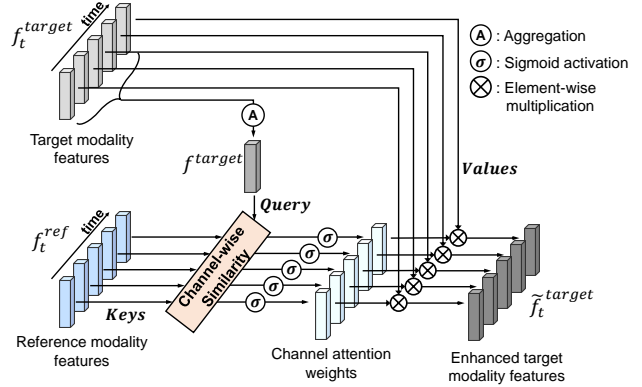 time
f_t^{target}
Target modality
features
A
A : Aggregation
σ : Sigmoid activation
⊗ : Element-wise
multiplication
f^{target}
Query
Values
time
f_t^{ref}
Keys
Reference modality
features
Channel-wise
Similarity
σ
σ
σ
σ
σ
Channel attention
weights
f̃_t^{target}
Enhanced target
modality features